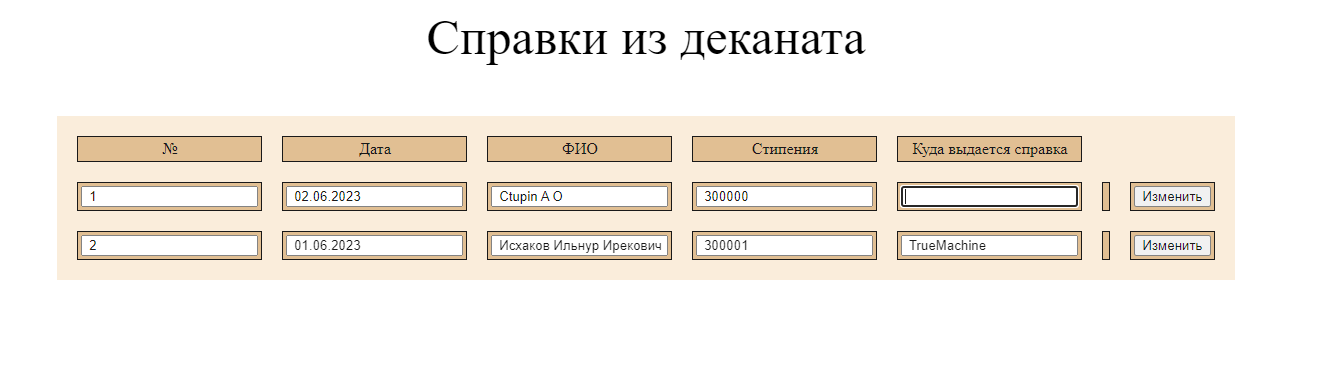 Справки из деканата
№ Дата ФИО Стипения Куда выдается справка
1 02.06.2023 Ctupin A O 300000 Изменить
2 01.06.2023 Исхаков Ильнур Ирекович 300001 TrueMachine Изменить